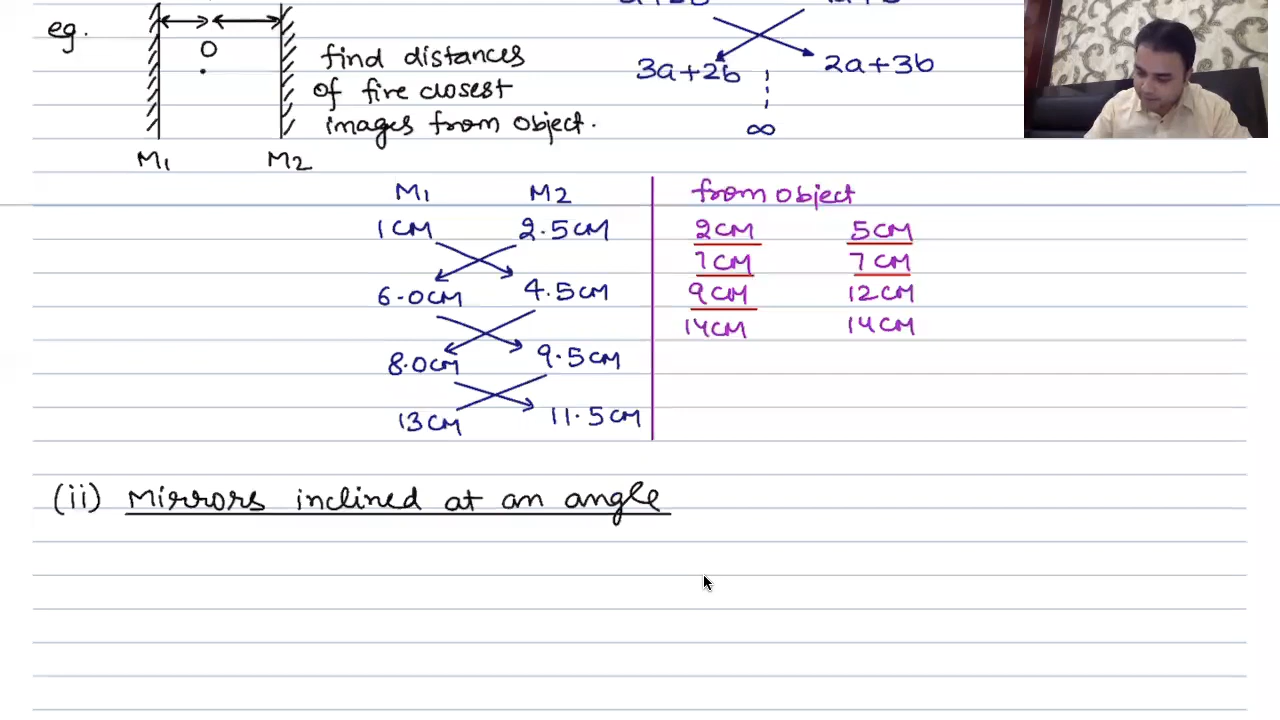 eg.
O
M1 M2
find distances
of five closest
images from object.
3a+2b 2a+3b
∞
M1 M2
1CM 2.5CM
6.0CM 4.5CM
8.0CM 9.5CM
13CM 11.5CM
from object
2CM 5CM
7CM 7CM
9CM 12CM
14CM 14CM
(ii) Mirrors inclined at an angle